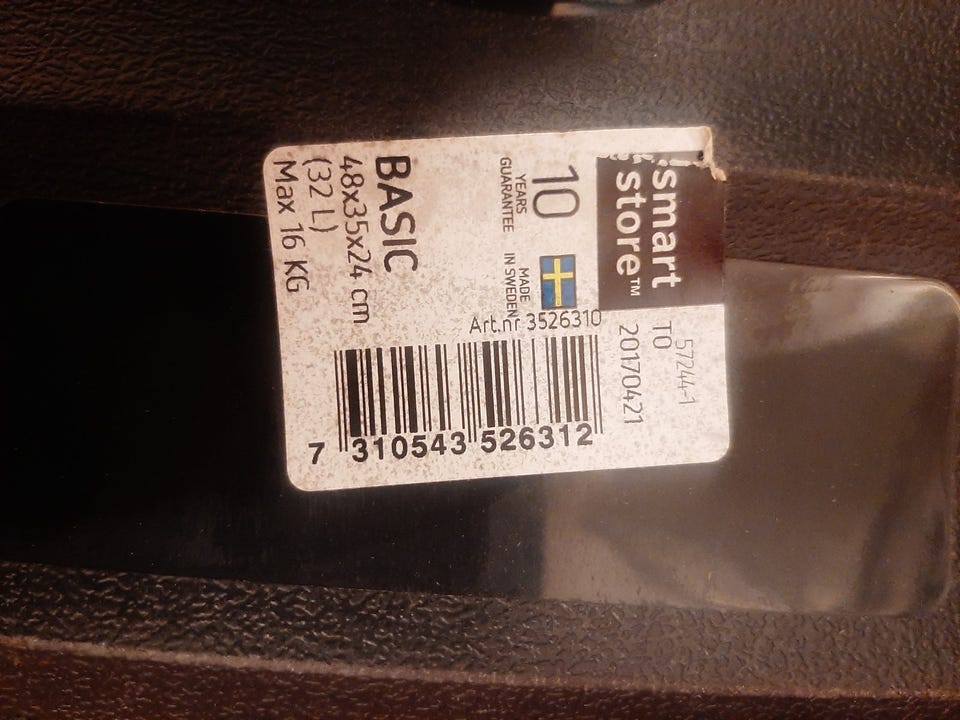 smart
store™
57244-1
TO
20170421
10
YEARS
GUARANTEE
MADE
IN SWEDEN
BASIC
48x35x24 cm
(32 L)
Max 16 KG
Art.nr 3526310
7 310543 526312